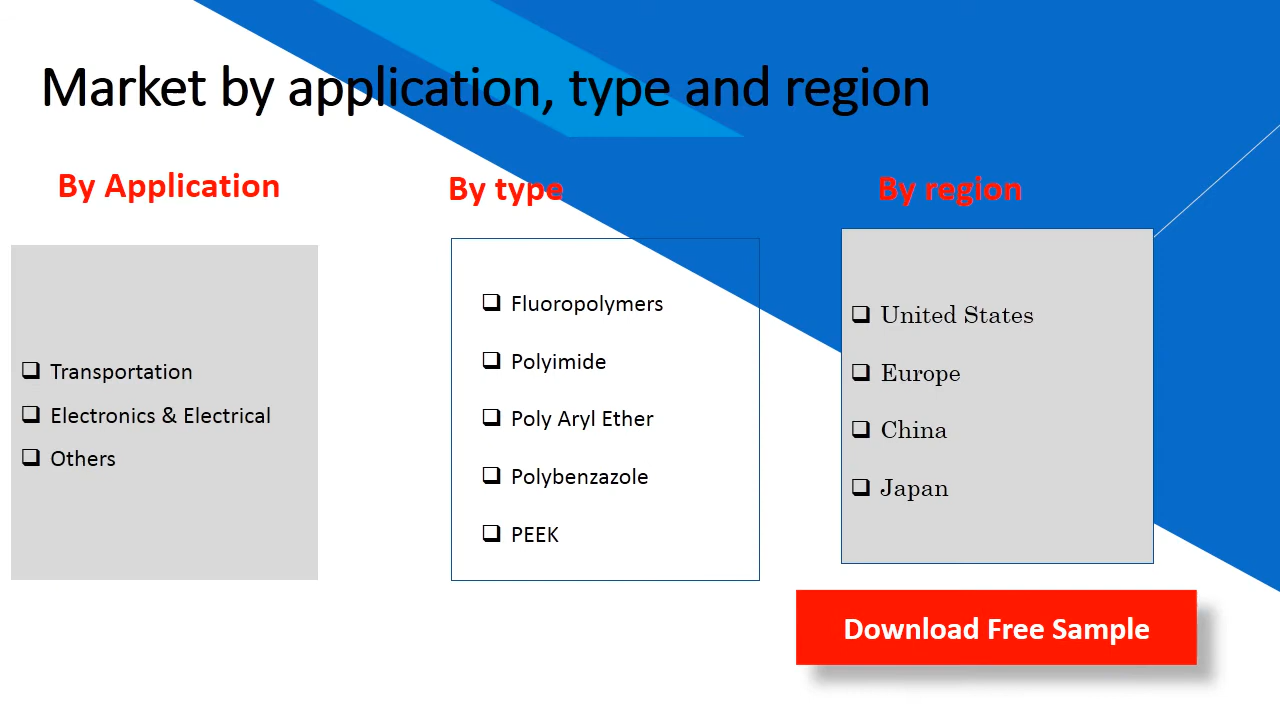 Market by application, type and region
By Application
Transportation
Electronics & Electrical
Others
By type
Fluoropolymers
Polyimide
Poly Aryl Ether
Polybenzazole
PEEK
By region
United States
Europe
China
Japan
Download Free Sample